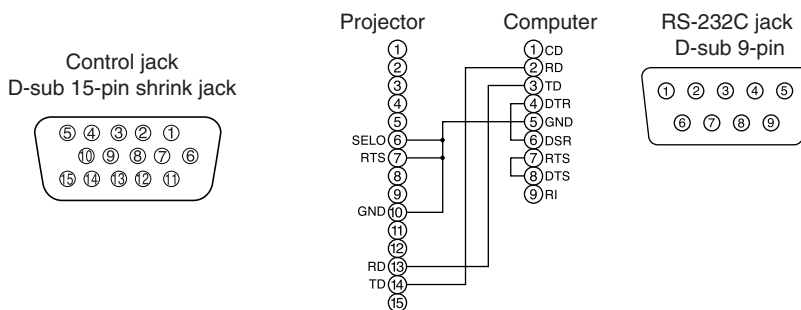 Control jack
D-sub 15-pin shrink jack
5 4 3 2 1
10 9 8 7 6
15 14 13 12 11
Projector
1
2
3
4
5
SELO 6
RTS 7
8
9
GND 10
11
12
RD 13
TD 14
15
Computer
1 CD
2 RD
3 TD
4 DTR
5 GND
6 DSR
7 RTS
8 DTS
9 RI
RS-232C jack
D-sub 9-pin
1 2 3 4 5
6 7 8 9